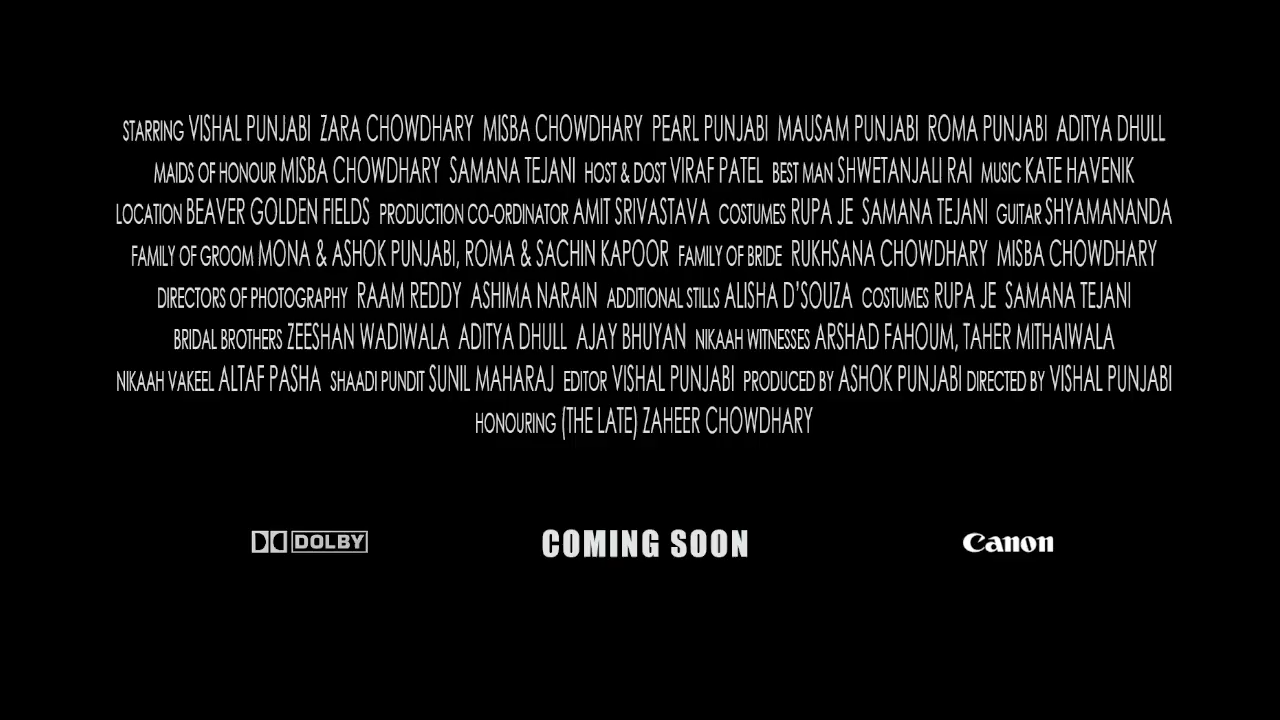 STARRING VISHAL PUNJABI ZARA CHOWDHARY MISBA CHOWDHARY PEARL PUNJABI MAUSAM PUNJABI ROMA PUNJABI ADITYA DHULL
MAIDS OF HONOUR MISBA CHOWDHARY SAMANA TEJANI HOST & DOST VIRAF PATEL BEST MAN SHWETANJALI RAI MUSIC KATE HAVENIK
LOCATION BEAVER GOLDEN FIELDS PRODUCTION CO-ORDINATOR AMIT SRIVASTAVA COSTUMES RUPA JE SAMANA TEJANI GUITAR SHYAMANANDA
FAMILY OF GROOM MONA & ASHOK PUNJABI, ROMA & SACHIN KAPOOR FAMILY OF BRIDE RUKHSANA CHOWDHARY MISBA CHOWDHARY
DIRECTORS OF PHOTOGRAPHY RAAM REDDY ASHIMA NARAIN ADDITIONAL STILLS ALISHA D'SOUZA COSTUMES RUPA JE SAMANA TEJANI
BRIDAL BROTHERS ZEESHAN WADIWALA ADITYA DHULL AJAY BHUYAN NIKAAH WITNESSES ARSHAD FAHOUM, TAHER MITHAIWALA
NIKAAH VAKEEL ALTAF PASHA SHAADI PUNDIT SUNIL MAHARAJ EDITOR VISHAL PUNJABI PRODUCED BY ASHOK PUNJABI DIRECTED BY VISHAL PUNJABI
HONOURING (THE LATE) ZAHEER CHOWDHARY
DOLBY COMING SOON Canon